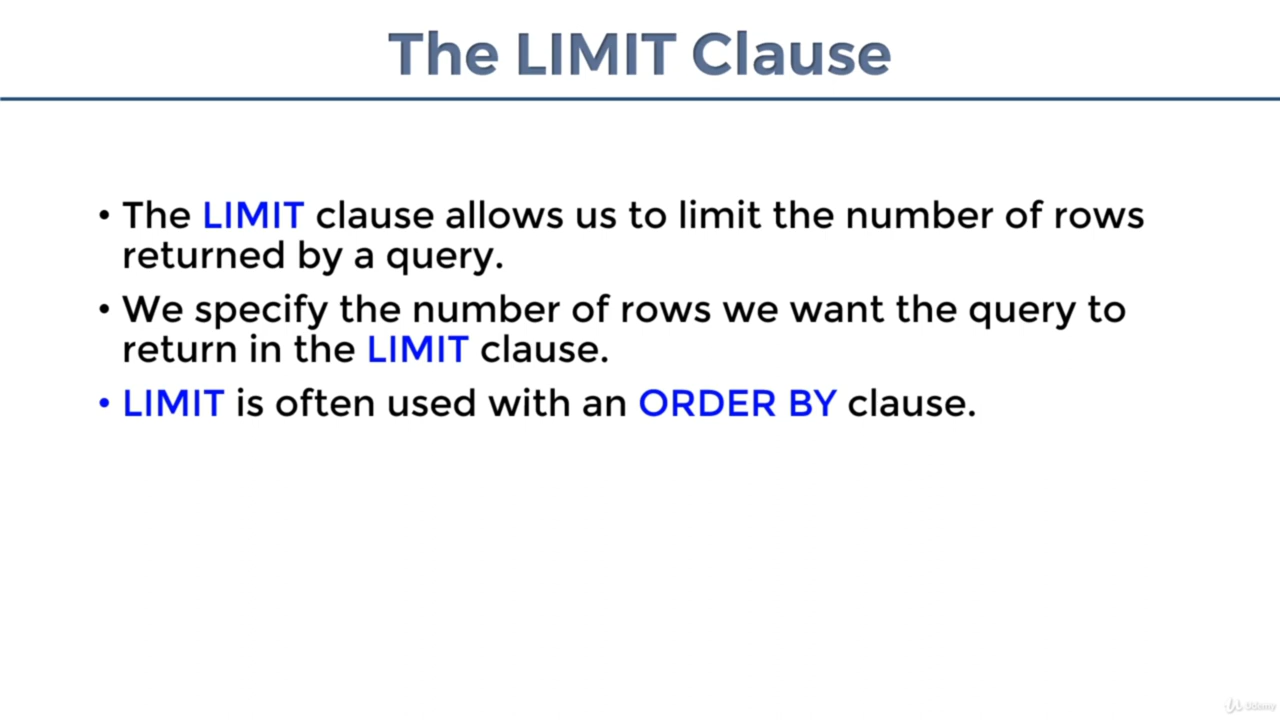 The LIMIT Clause
• The LIMIT clause allows us to limit the number of rows
returned by a query.
• We specify the number of rows we want the query to
return in the LIMIT clause.
• LIMIT is often used with an ORDER BY clause.
Udemy